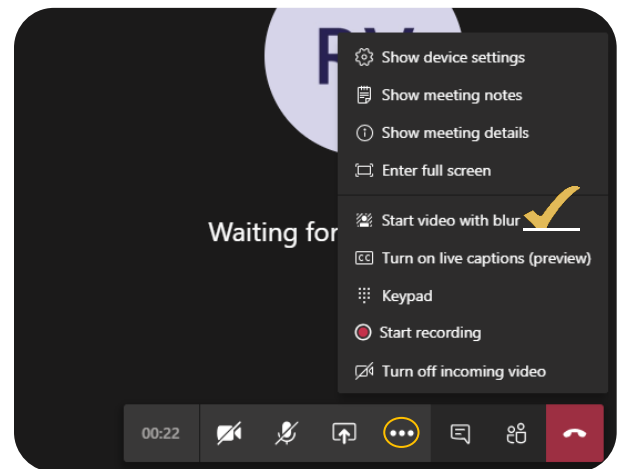 Show device settings
Show meeting notes
Show meeting details
Enter full screen
Start video with blur
Waiting for
CC Turn on live captions (preview)
Keypad
Start recording
Turn off incoming video
00:22